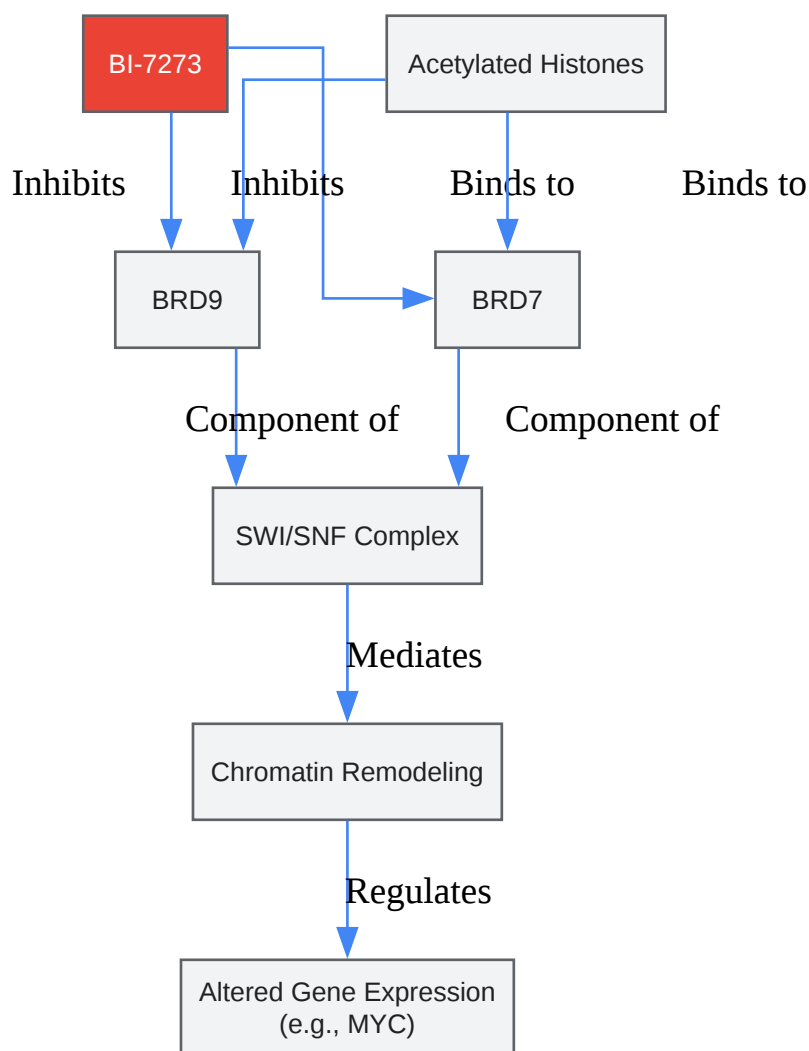 BI-7273
Acetylated Histones
Inhibits
Inhibits
Binds to
Binds to
BRD9
BRD7
Component of
Component of
SWI/SNF Complex
Mediates
Chromatin Remodeling
Regulates
Altered Gene Expression
(e.g., MYC)